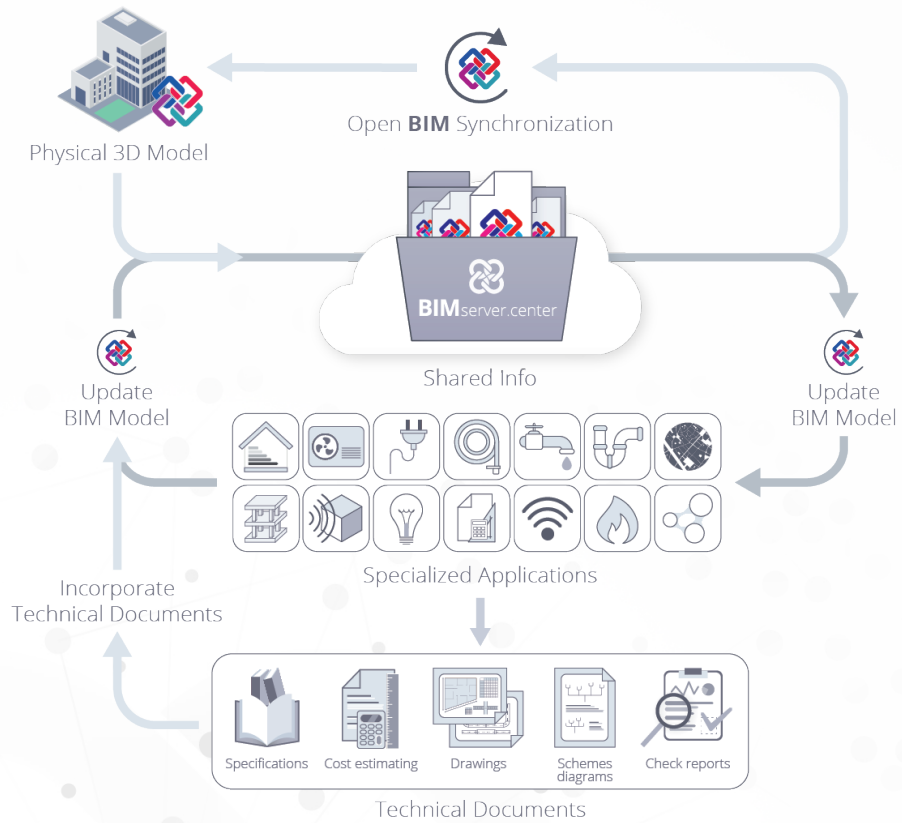 Open BIM Synchronization
Physical 3D Model
BIMserver.center
Shared Info
Update
BIM Model
Update
BIM Model
Specialized Applications
Incorporate
Technical Documents
Specifications
Cost estimating
Drawings
Schemes
diagrams
Check reports
Technical Documents